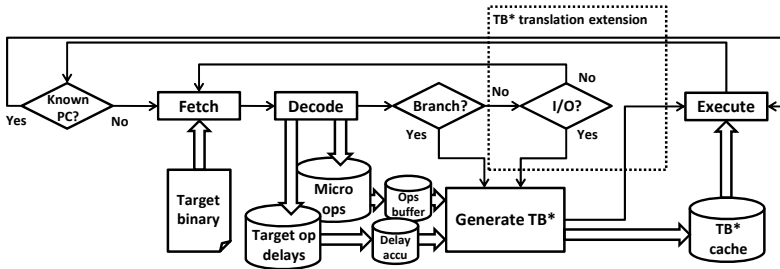 TB* translation extension
Known
PC?
Yes
No
Fetch
Decode
Branch?
No
Yes
I/O?
No
Yes
Execute
Target
binary
Micro
ops
Ops
buffer
Target op
delays
Delay
accu
Generate TB*
TB*
cache